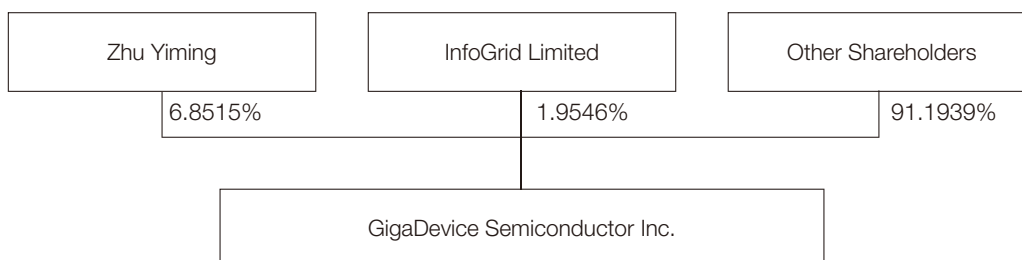 Zhu Yiming
InfoGrid Limited
Other Shareholders
6.8515%
1.9546%
91.1939%
GigaDevice Semiconductor Inc.